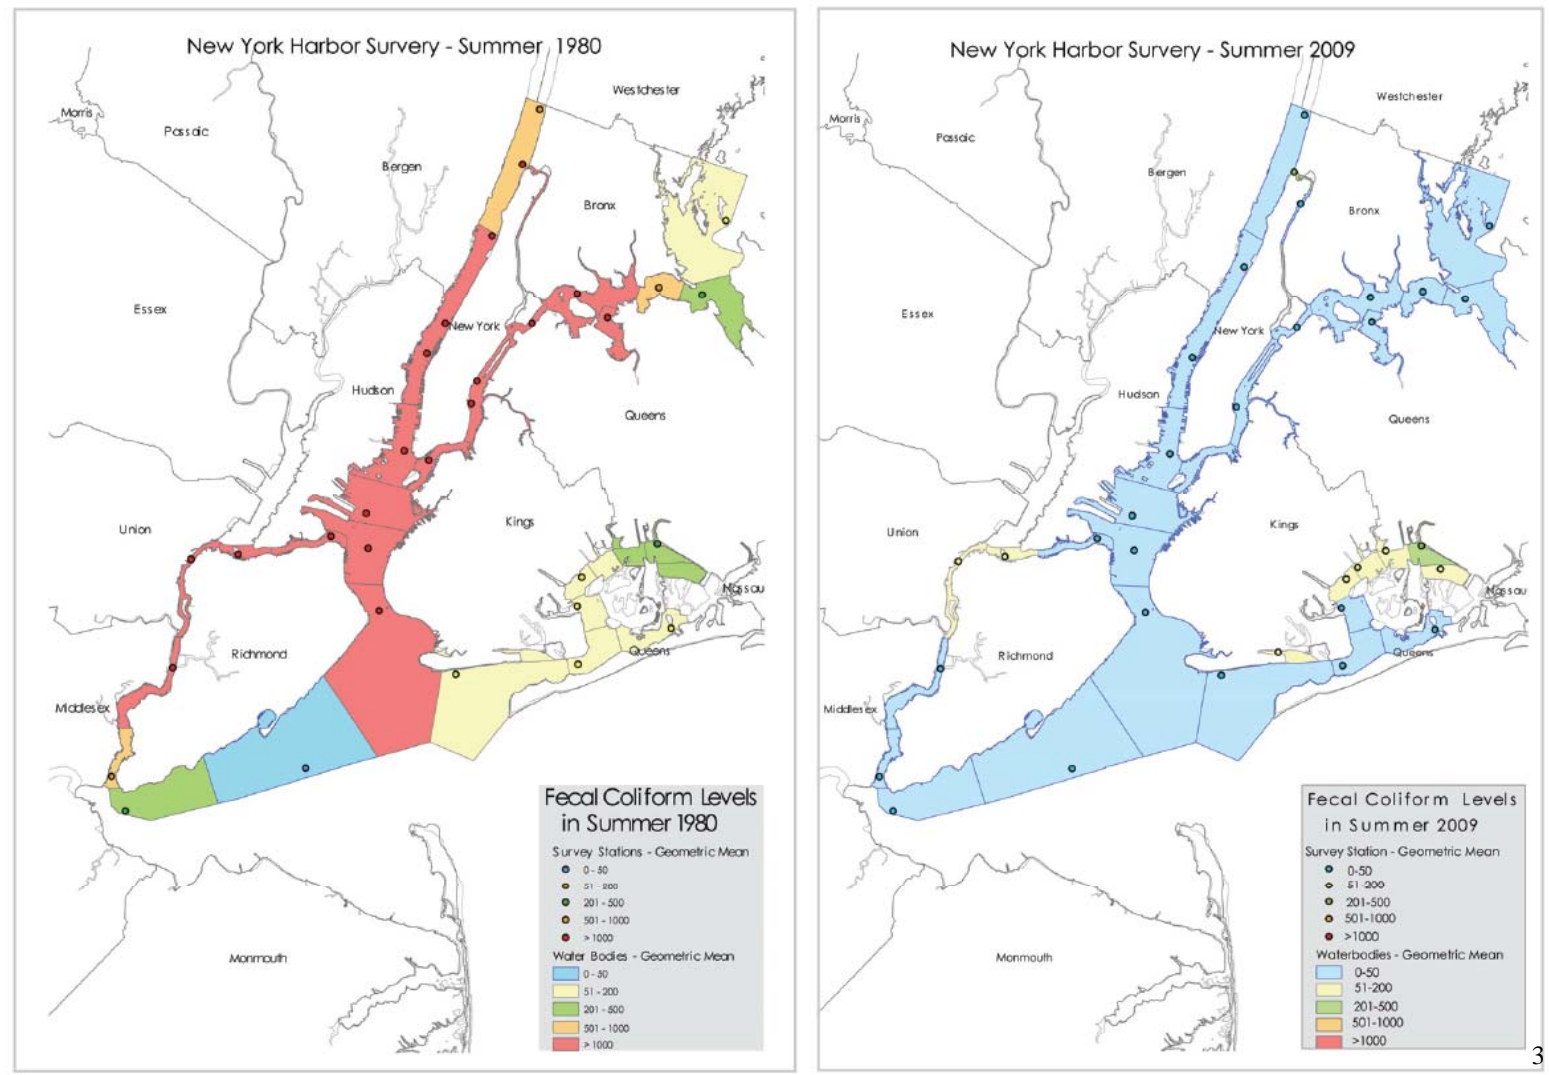 New York Harbor Survery - Summer 1980
Westchester
Morris
Passaic
Bergen
Bronx
Essex
New York
Hudson
Queens
Union
Kings
Nassau
Richmond
Queens
Middlesex
Monmouth
Fecal Coliform Levels
in Summer 1980
Survey Stations - Geometric Mean
0 - 50
51 - 200
201 - 500
501 - 1000
> 1000
Water Bodies - Geometric Mean
0 - 50
51 - 200
201 - 500
501 - 1000
> 1000
New York Harbor Survery - Summer 2009
Westchester
Morris
Passaic
Bergen
Bronx
Essex
New York
Hudson
Queens
Union
Kings
Nassau
Richmond
Queens
Middlesex
Monmouth
Fecal Coliform Levels
in Summer 2009
Survey Station - Geometric Mean
0-50
51-200
201-500
501-1000
>1000
Waterbodies - Geometric Mean
0-50
51-200
201-500
501-1000
>1000
3